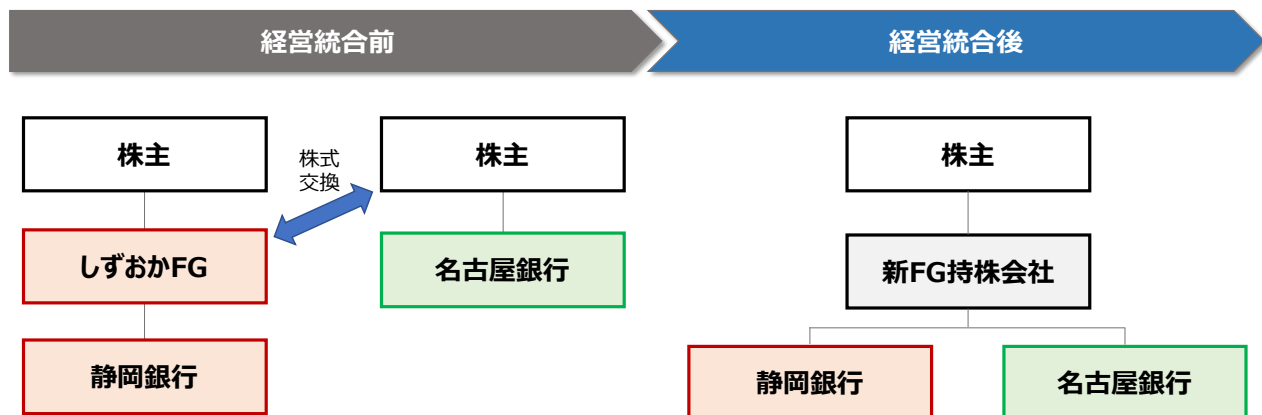 経営統合前
経営統合後
株主
株式
交換
株主
株主
しずおかFG
名古屋銀行
新FG持株会社
静岡銀行
静岡銀行
名古屋銀行